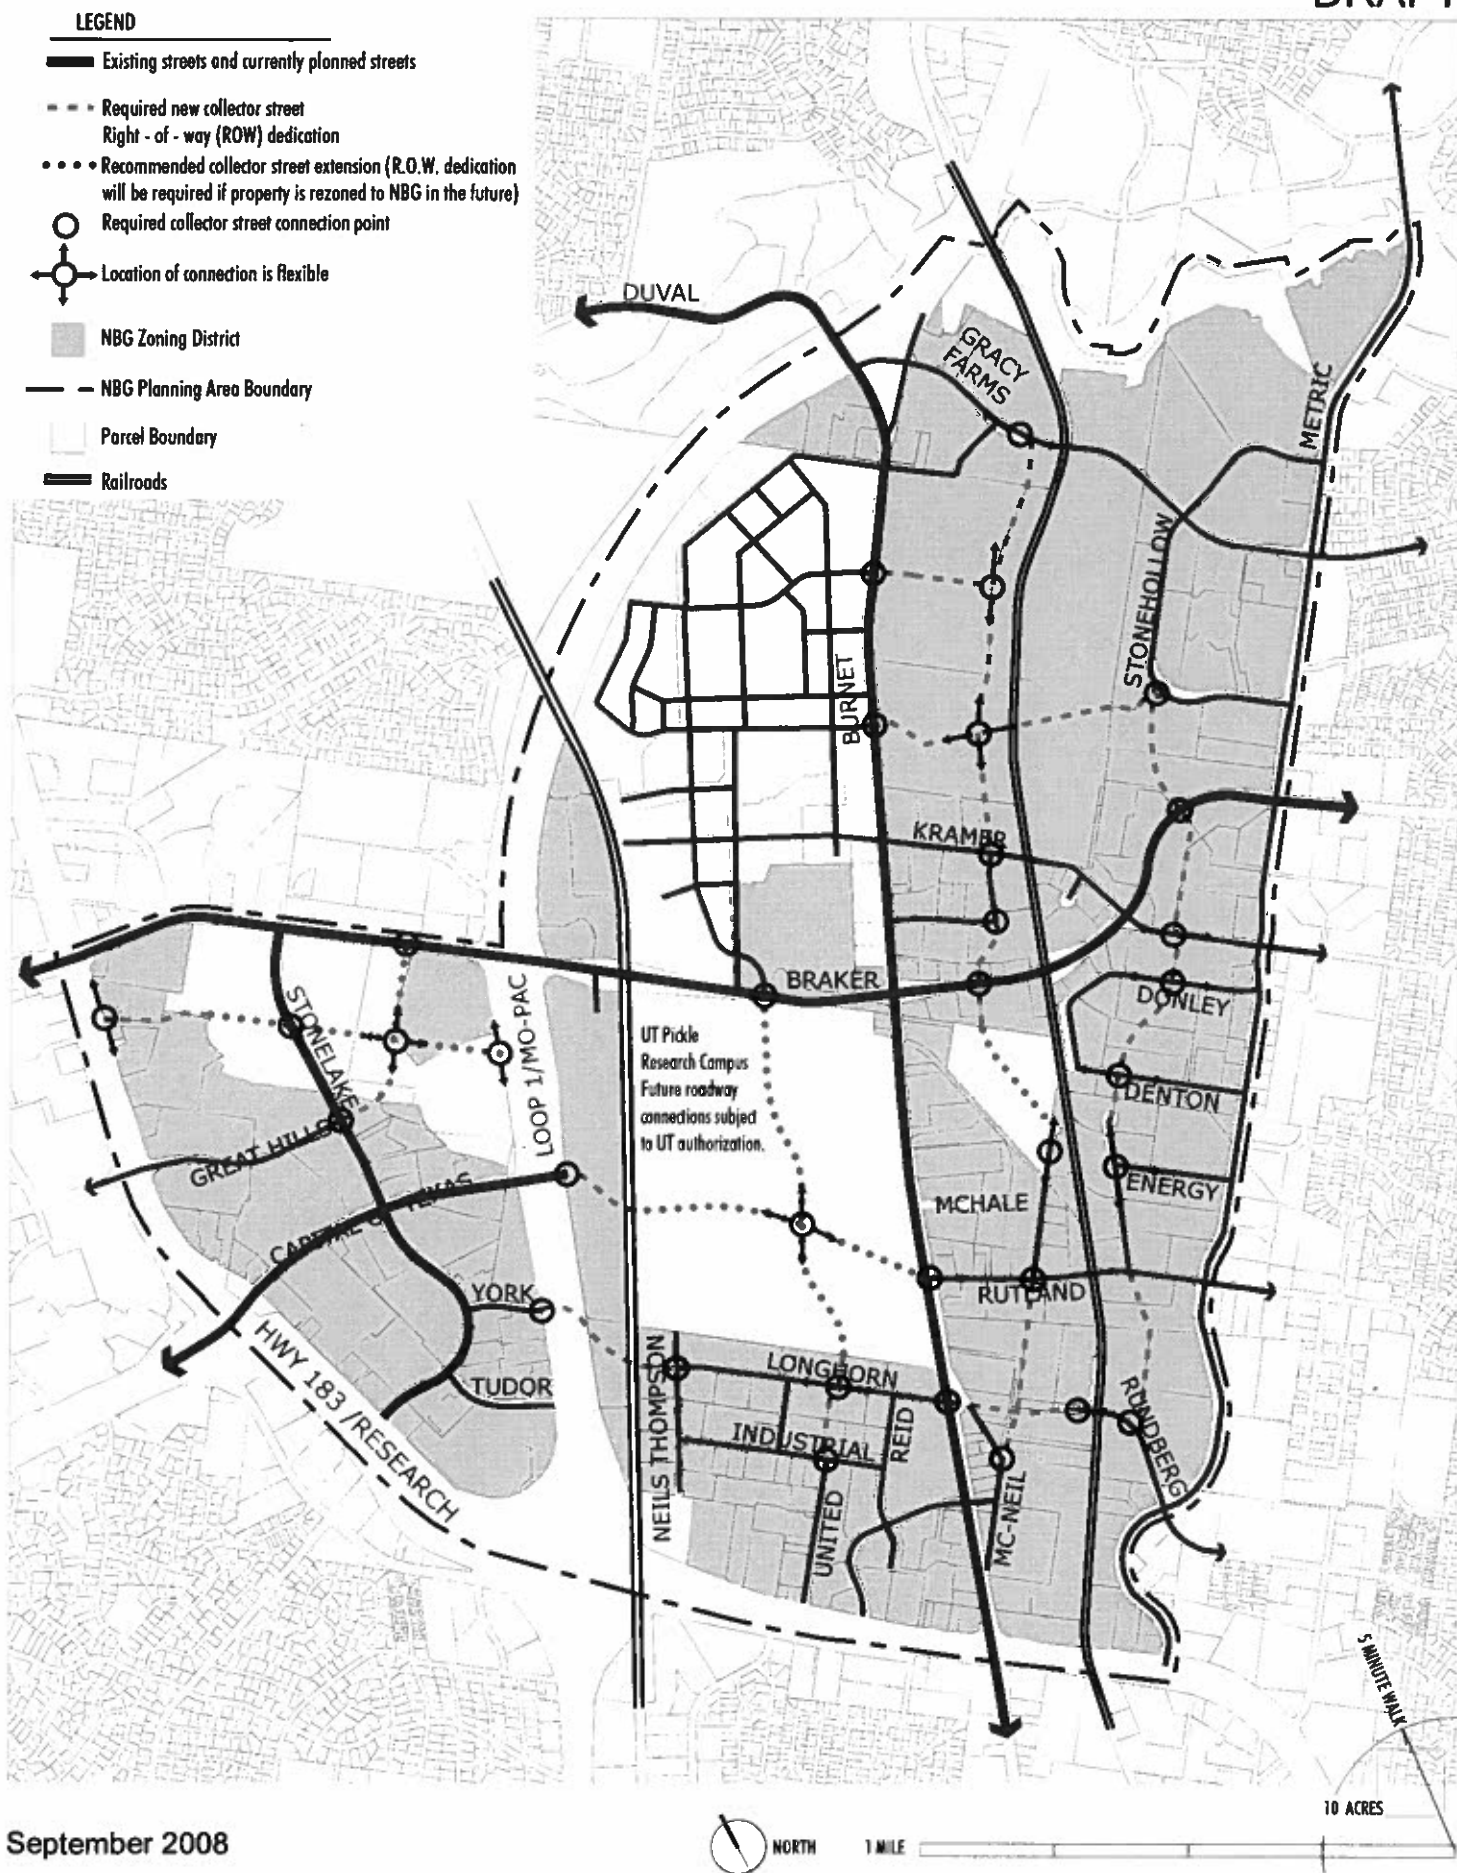 LEGEND
Existing streets and currently planned streets
Required new collector street
Right - of - way (ROW) dedication
Recommended collector street extension (R.O.W. dedication
will be required if property is rezoned to NBG in the future)
Required collector street connection point
Location of connection is flexible
NBG Zoning District
NBG Planning Area Boundary
Parcel Boundary
Railroads
DUVAL
GRACY
FARMS
METRIC
STONEHOLLOW
BURNET
KRAMER
BRAKER
DONLEY
STONELAKE
LOOP 1/MO-PAC
UT Pickle
Research Campus
Future roadway
connections subject
to UT authorization.
DENTON
GREAT HILLS
ENERGY
MCHALE
CAPITAL OF TEXAS
YORK
RUTLAND
HWY 183 /RESEARCH
TUDOR
NEILS THOMPSON
LONGHORN
INDUSTRIAL
REID
RUNDBERG
UNITED
MC-NEIL
5 MINUTE WALK
10 ACRES
September 2008
NORTH
1 MILE